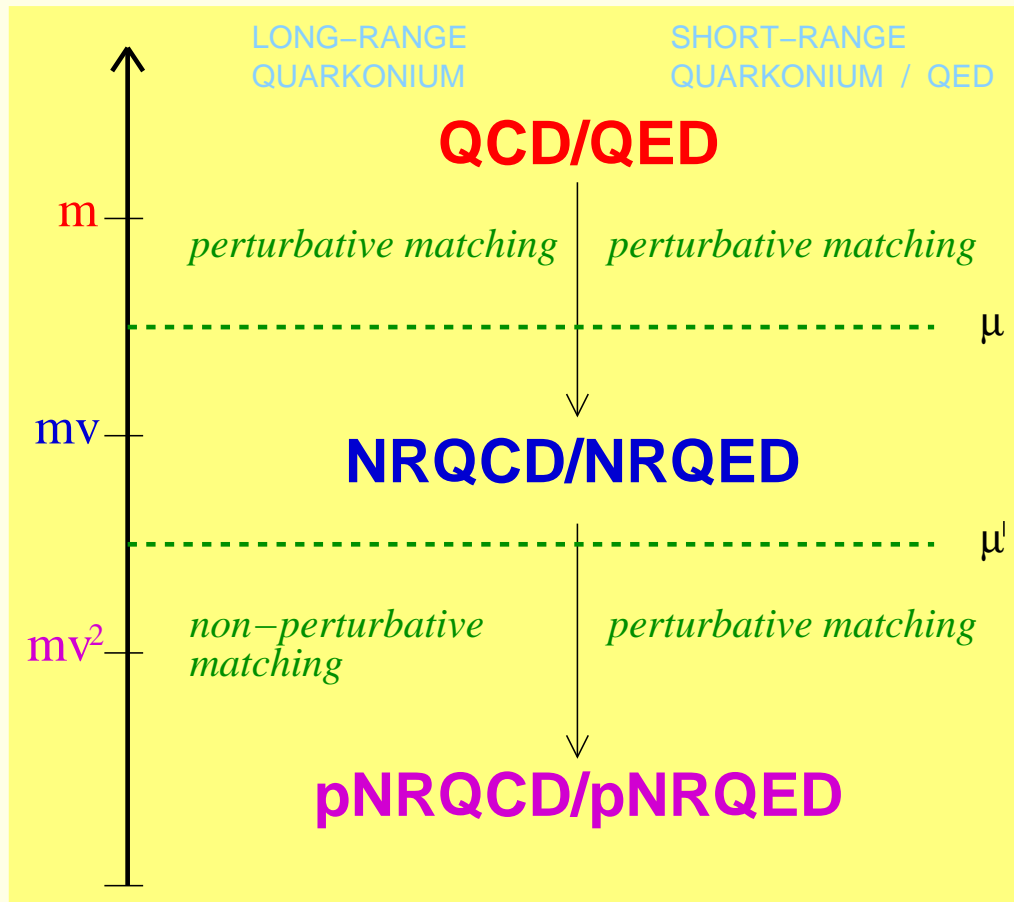 LONG–RANGE
QUARKONIUM
SHORT–RANGE
QUARKONIUM / QED
QCD/QED
m
perturbative matching
perturbative matching
μ
mv
NRQCD/NRQED
μ'
non–perturbative
matching
perturbative matching
mv²
pNRQCD/pNRQED